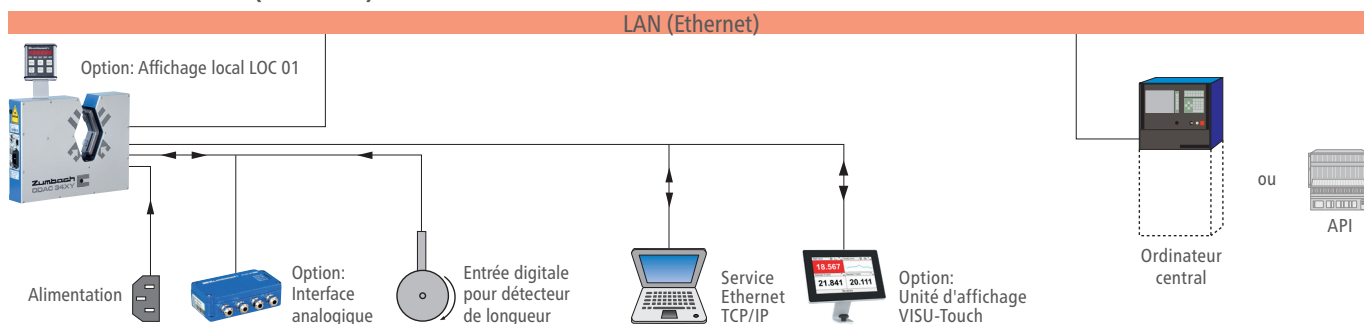 LAN (Ethernet)
Option: Affichage local LOC 01
Zumbach
ODAC 34XY
Alimentation
Option:
Interface
analogique
Entrée digitale
pour détecteur
de longueur
Service
Ethernet
TCP/IP
18.567
21.841 20.111
Option:
Unité d'affichage
VISU-Touch
Ordinateur
central
ou
API